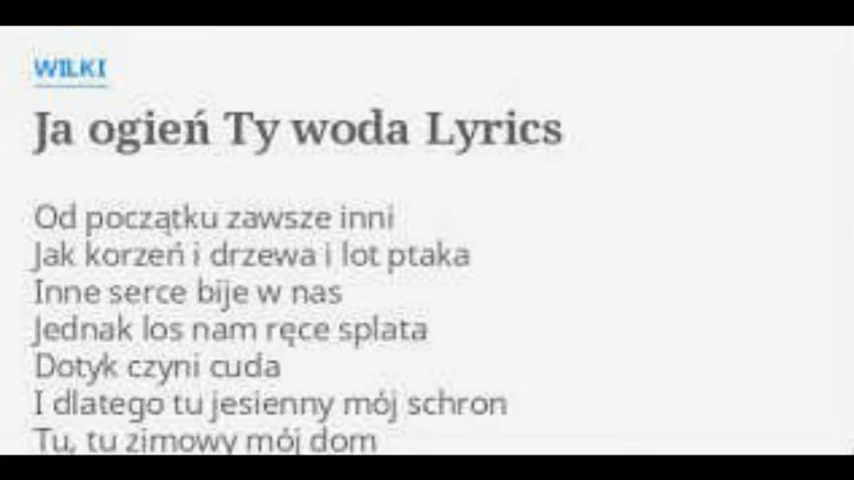 WILKI
Ja ogień Ty woda Lyrics
Od początku zawsze inni
Jak korzeń i drzewa i lot ptaka
Inne serce bije w nas
Jednak los nam ręce splata
Dotyk czyni cuda
I dlatego tu jesienny mój schron
Tu, tu zimowy mój dom